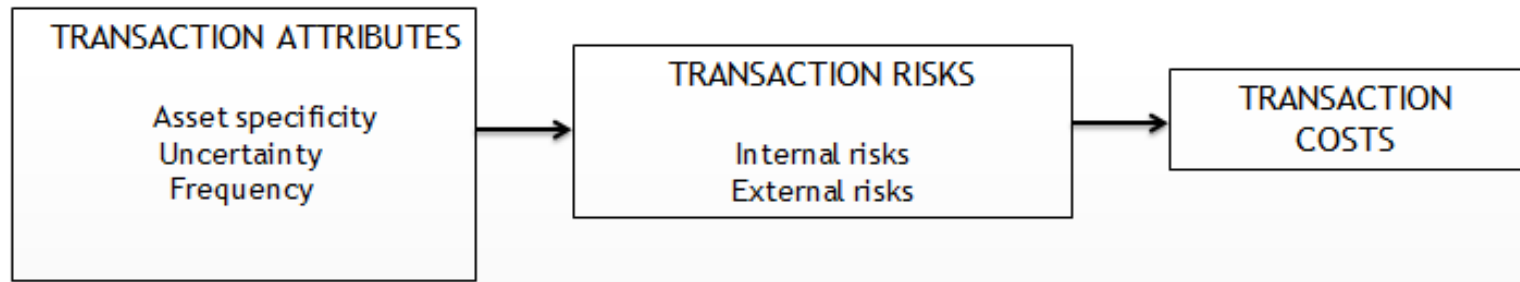 TRANSACTION ATTRIBUTES
Asset specificity
Uncertainty
Frequency
TRANSACTION RISKS
Internal risks
External risks
TRANSACTION
COSTS